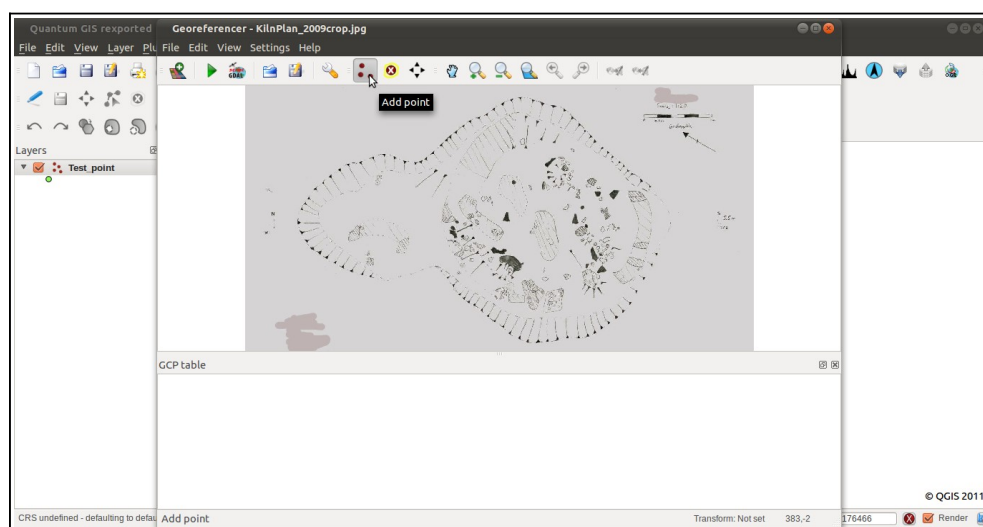 Quantum GIS rexported
Georeferencer - KilnPlan_2009crop.jpg
File Edit View Layer Plu
File Edit View Settings Help
GDAL
Add point
Layers
Test_point
GCP table
© QGIS 2011
CRS undefined - defaulting to defau
Add point
Transform: Not set
383,-2
176466
Render